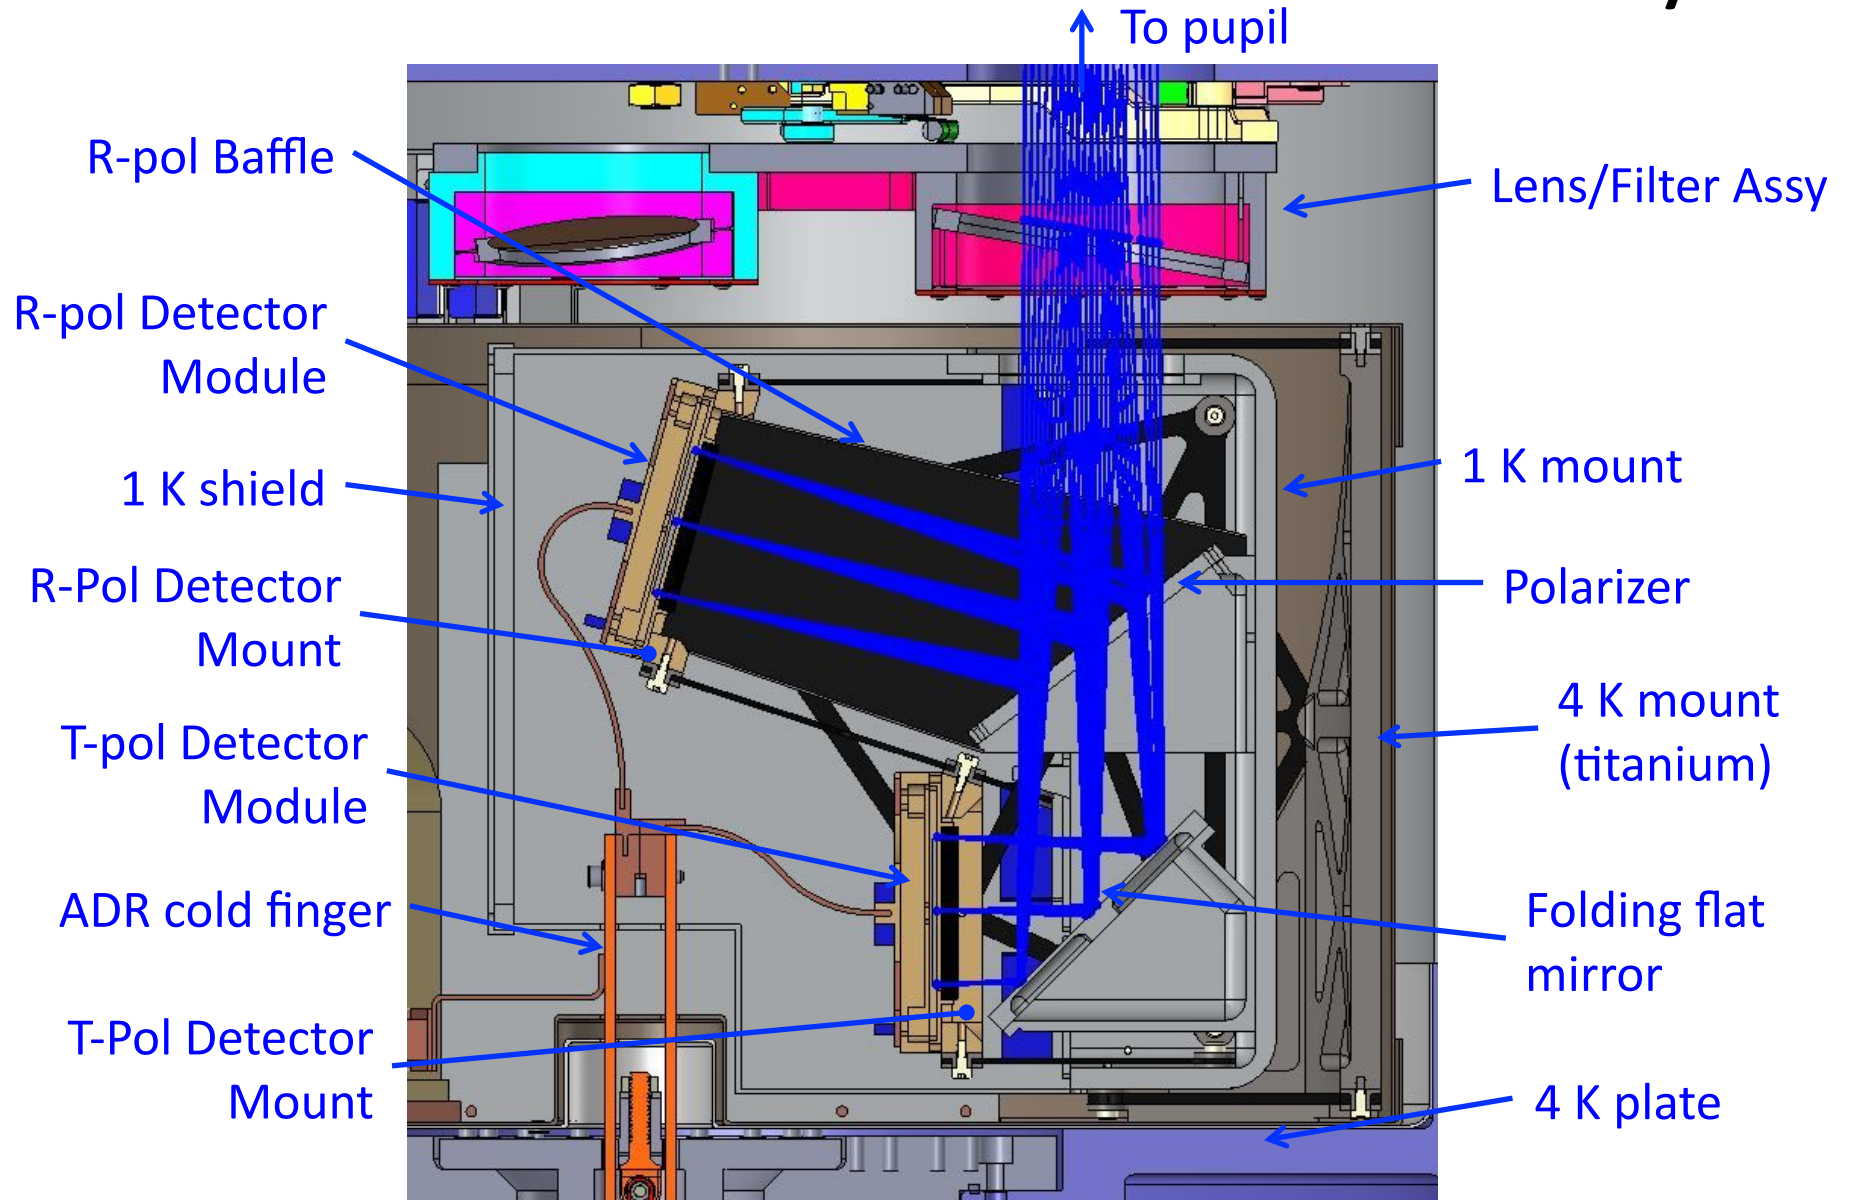 To pupil
R-pol Baffle
Lens/Filter Assy
R-pol Detector
Module
1 K shield
1 K mount
R-Pol Detector
Mount
Polarizer
T-pol Detector
Module
4 K mount
(titanium)
ADR cold finger
Folding flat
mirror
T-Pol Detector
Mount
4 K plate